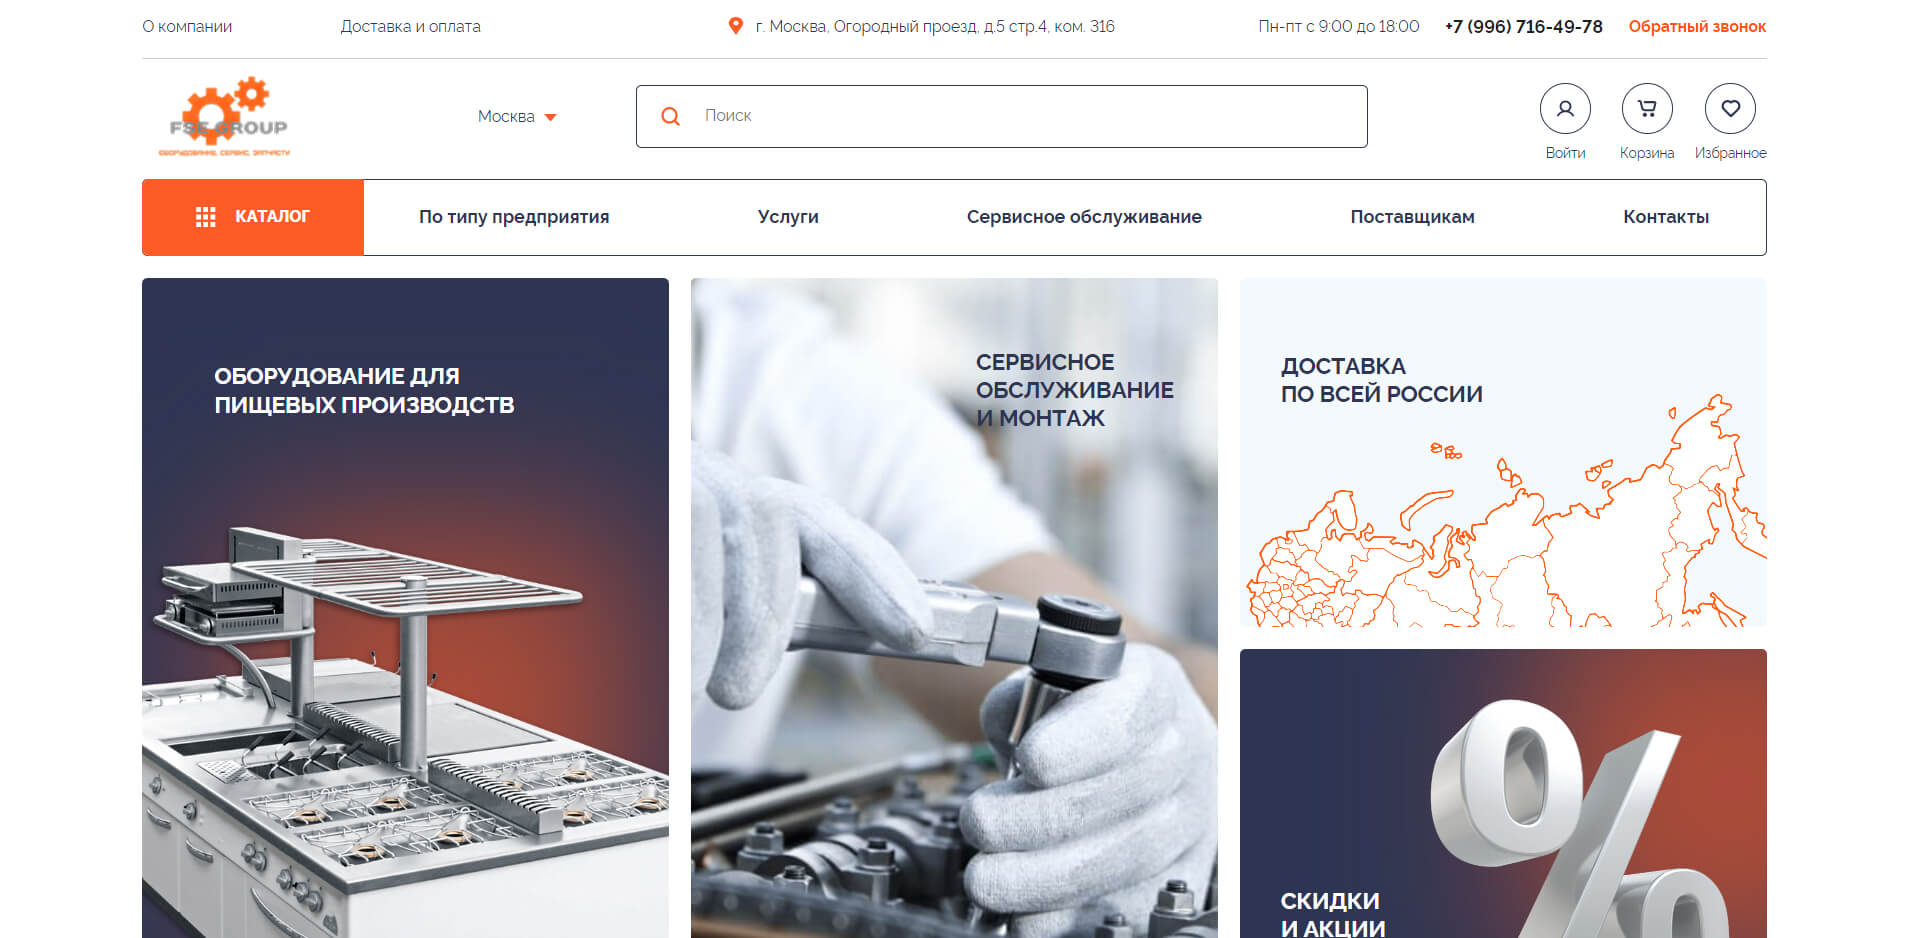 О компании
Доставка и оплата
г. Москва, Огородный проезд, д.5 стр.4, ком. 316
Пн-пт с 9:00 до 18:00
+7 (996) 716-49-78
Обратный звонок
FSE GROUP
ОБОРУДОВАНИЕ, СЕРВИС, ЗАПЧАСТИ
Москва
Поиск
Войти
Корзина
Избранное
КАТАЛОГ
По типу предприятия
Услуги
Сервисное обслуживание
Поставщикам
Контакты
ОБОРУДОВАНИЕ ДЛЯ
ПИЩЕВЫХ ПРОИЗВОДСТВ
СЕРВИСНОЕ
ОБСЛУЖИВАНИЕ
И МОНТАЖ
ДОСТАВКА
ПО ВСЕЙ РОССИИ
%
СКИДКИ
И АКЦИИ